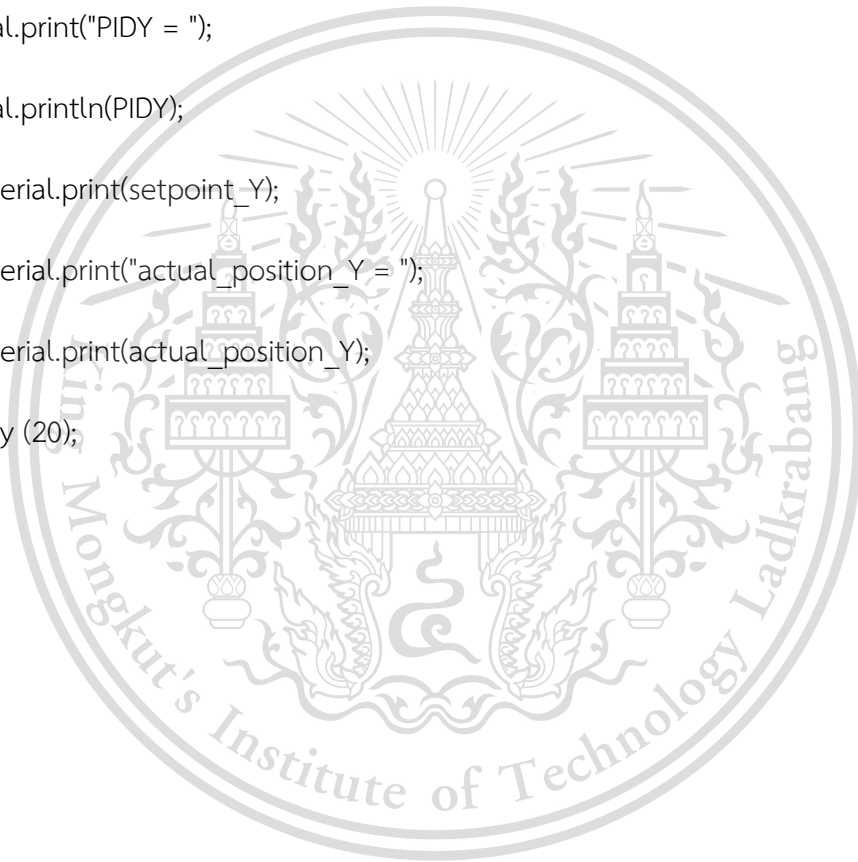 al.print("PIDY = ");
al.println(PIDY);
erial.print(setpoint_Y);
erial.print("actual_position_Y = ");
erial.print(actual_position_Y);
y (20);
King Mongkut's Institute of Technology Ladkrabang